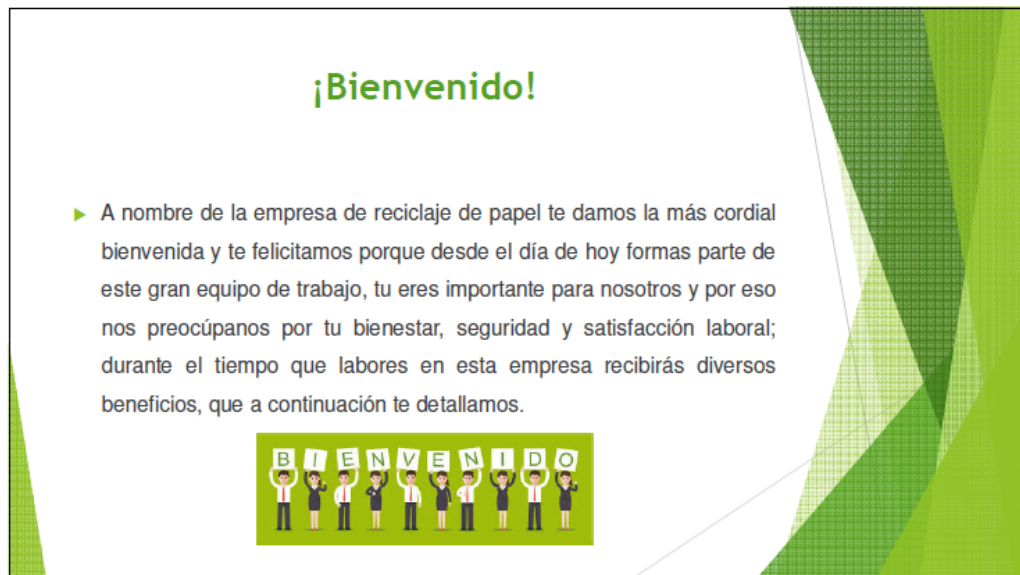 ¡Bienvenido!
A nombre de la empresa de reciclaje de papel te damos la más cordial
bienvenida y te felicitamos porque desde el día de hoy formas parte de
este gran equipo de trabajo, tu eres importante para nosotros y por eso
nos preocúpanos por tu bienestar, seguridad y satisfacción laboral;
durante el tiempo que labores en esta empresa recibirás diversos
beneficios, que a continuación te detallamos.
BIENVENIDO